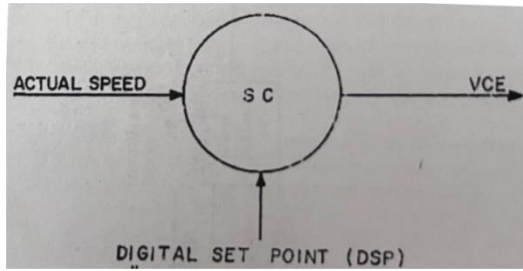 ACTUAL SPEED
S C
VCE
DIGITAL SET POINT (DSP)